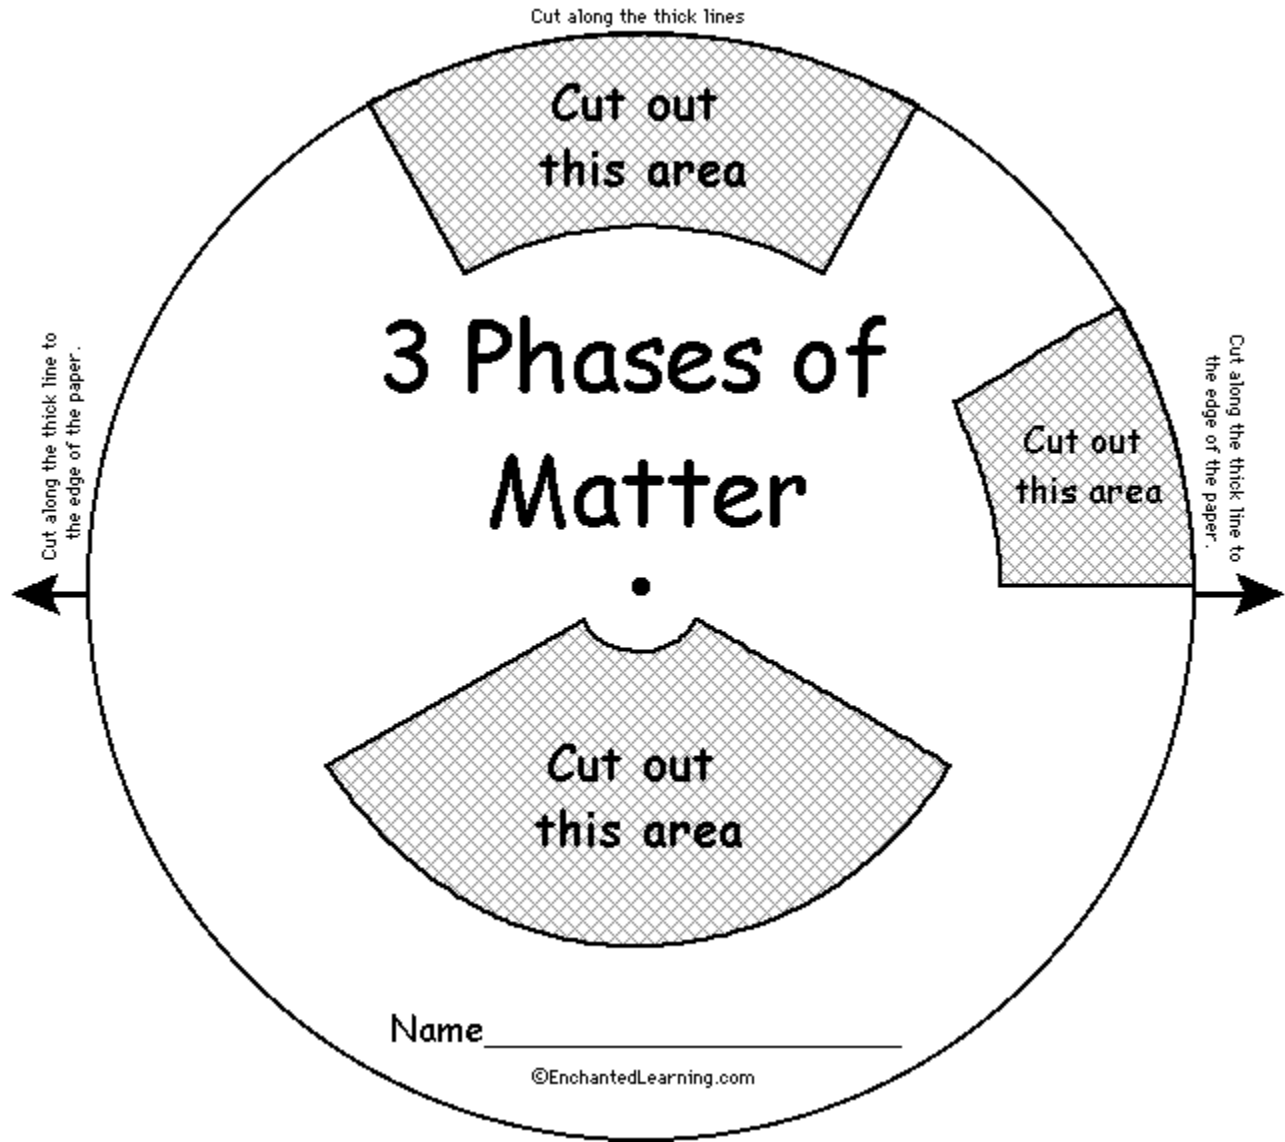 Cut along the thick lines
Cut out
this area
3 Phases of
Matter
Cut along the thick line to
the edge of the paper.
Cut out
this area
Cut along the thick line to
the edge of the paper.
Cut out
this area
Name
©EnchantedLearning.com